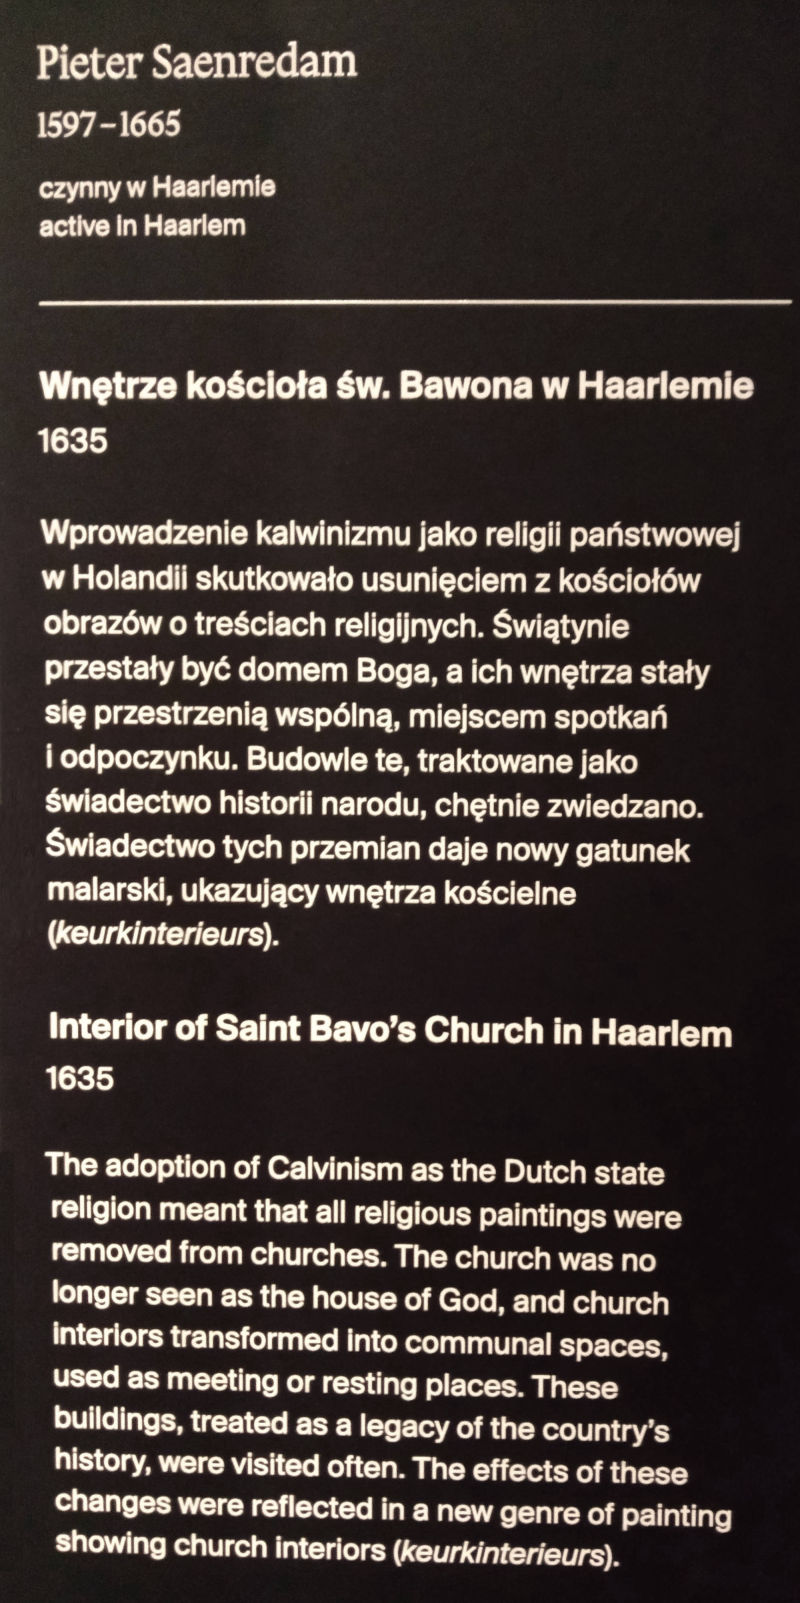 Pieter Saenredam
1597–1665
czynny w Haarlemie
active in Haarlem
Wnętrze kościoła św. Bawona w Haarlemie
1635
Wprowadzenie kalwinizmu jako religii państwowej
w Holandii skutkowało usunięciem z kościołów
obrazów o treściach religijnych. Świątynie
przestały być domem Boga, a ich wnętrza stały
się przestrzenią wspólną, miejscem spotkań
i odpoczynku. Budowle te, traktowane jako
świadectwo historii narodu, chętnie zwiedzano.
Świadectwo tych przemian daje nowy gatunek
malarski, ukazujący wnętrza kościelne
(keurkinterieurs).
Interior of Saint Bavo’s Church in Haarlem
1635
The adoption of Calvinism as the Dutch state
religion meant that all religious paintings were
removed from churches. The church was no
longer seen as the house of God, and church
interiors transformed into communal spaces,
used as meeting or resting places. These
buildings, treated as a legacy of the country’s
history, were visited often. The effects of these
changes were reflected in a new genre of painting
showing church interiors (keurkinterieurs).